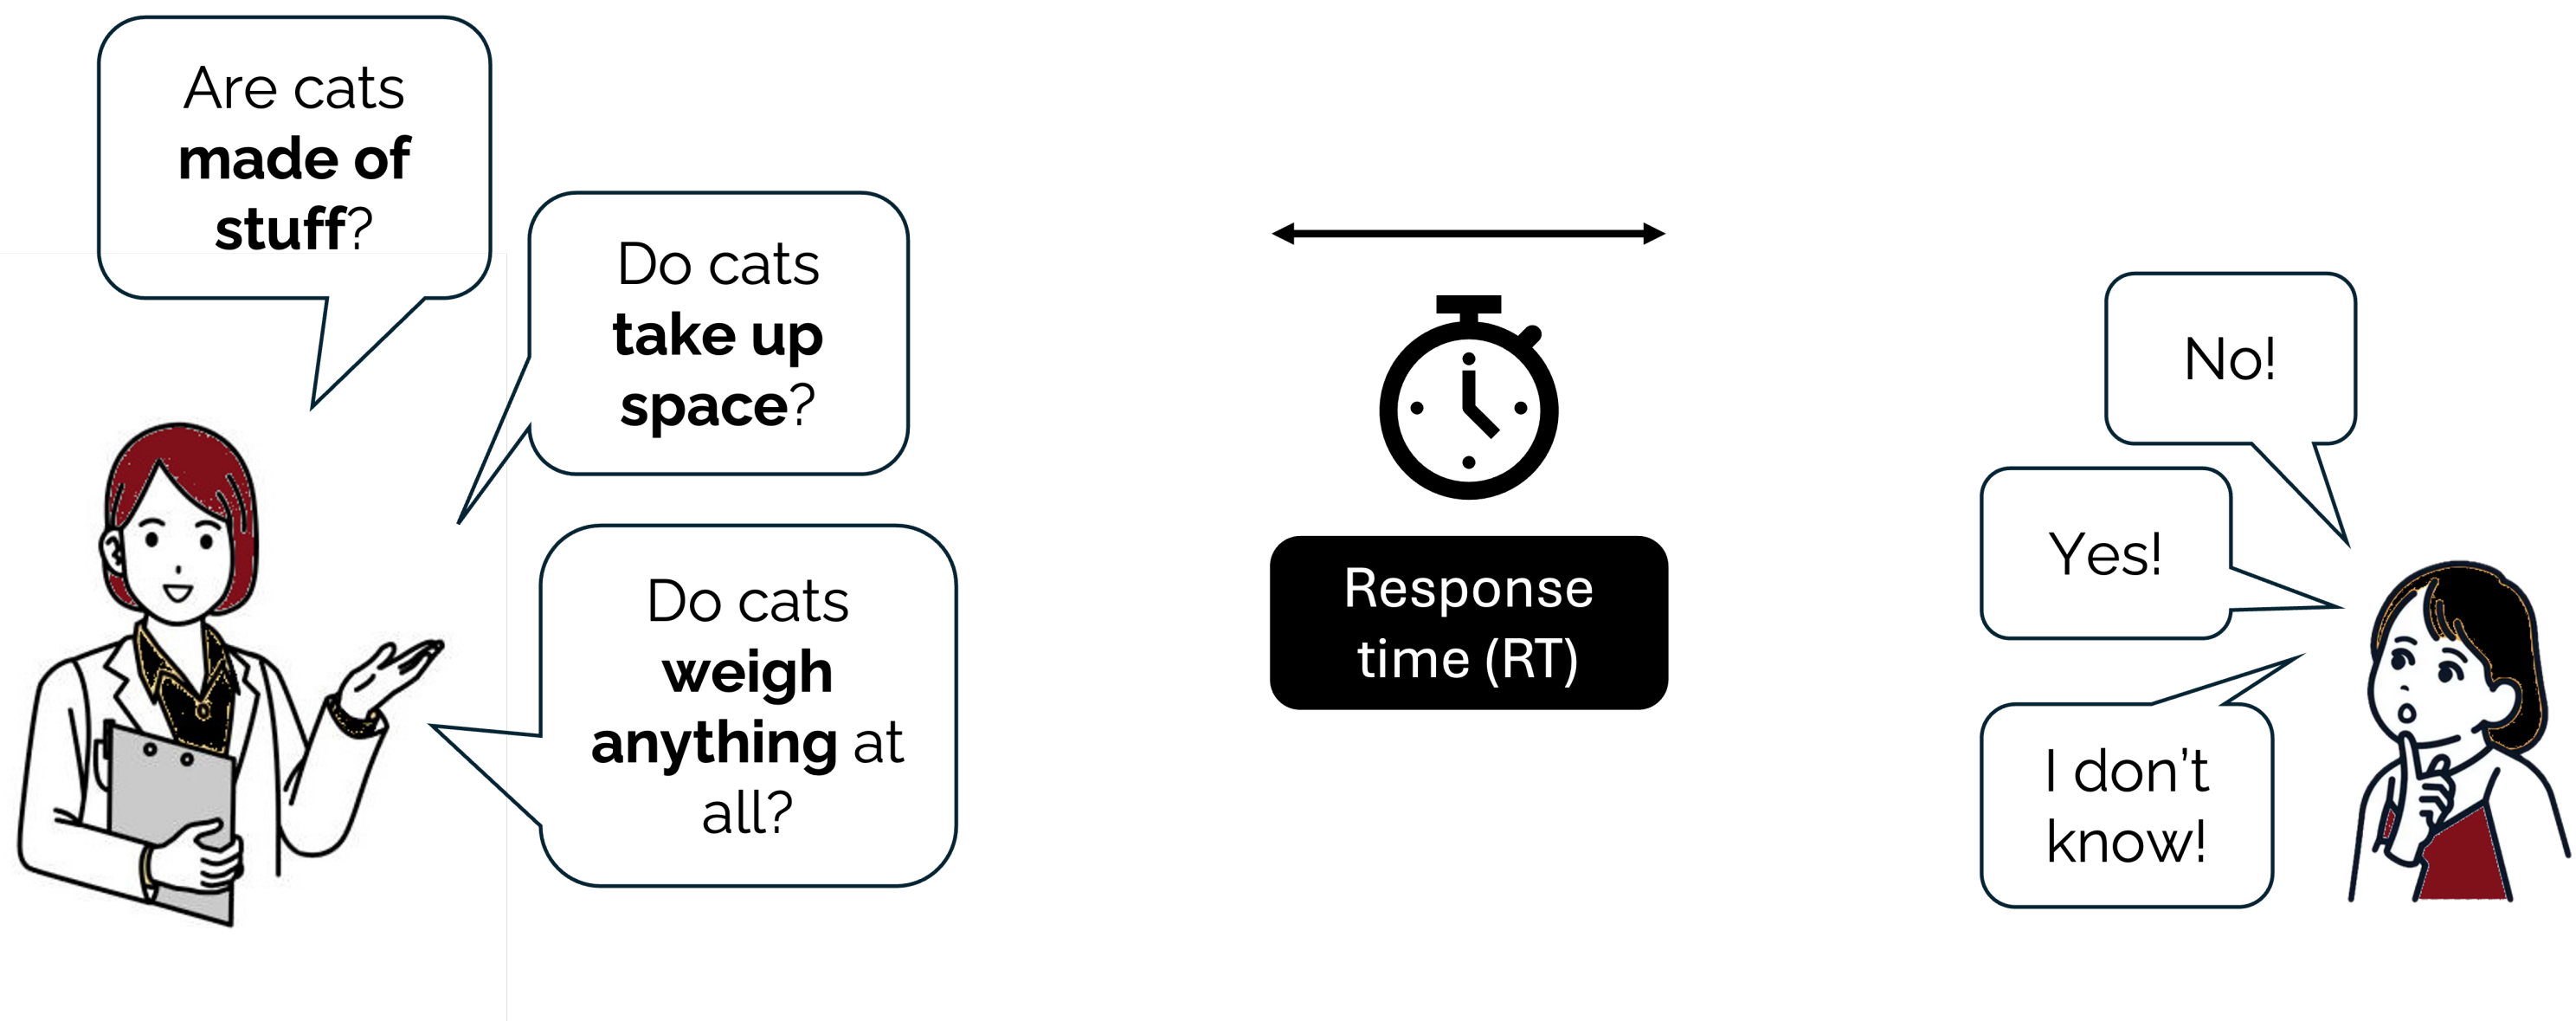 Are cats
made of
stuff?
Do cats
take up
space?
Do cats
weigh
anything at
all?
Response
time (RT)
No!
Yes!
I don't
know!